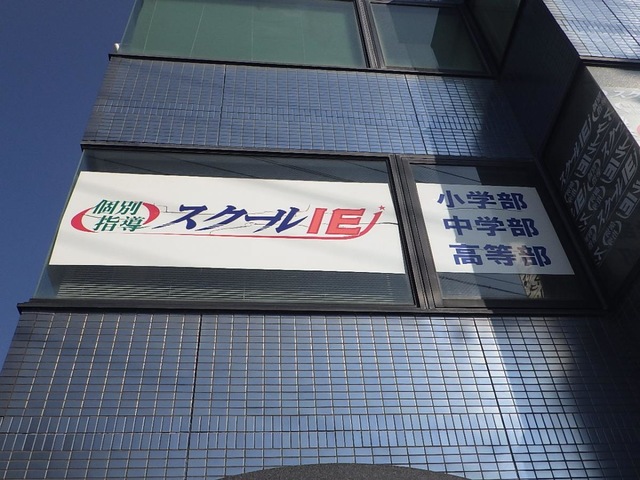 個別
指導
スクールIE
小学部
中学部
高等部